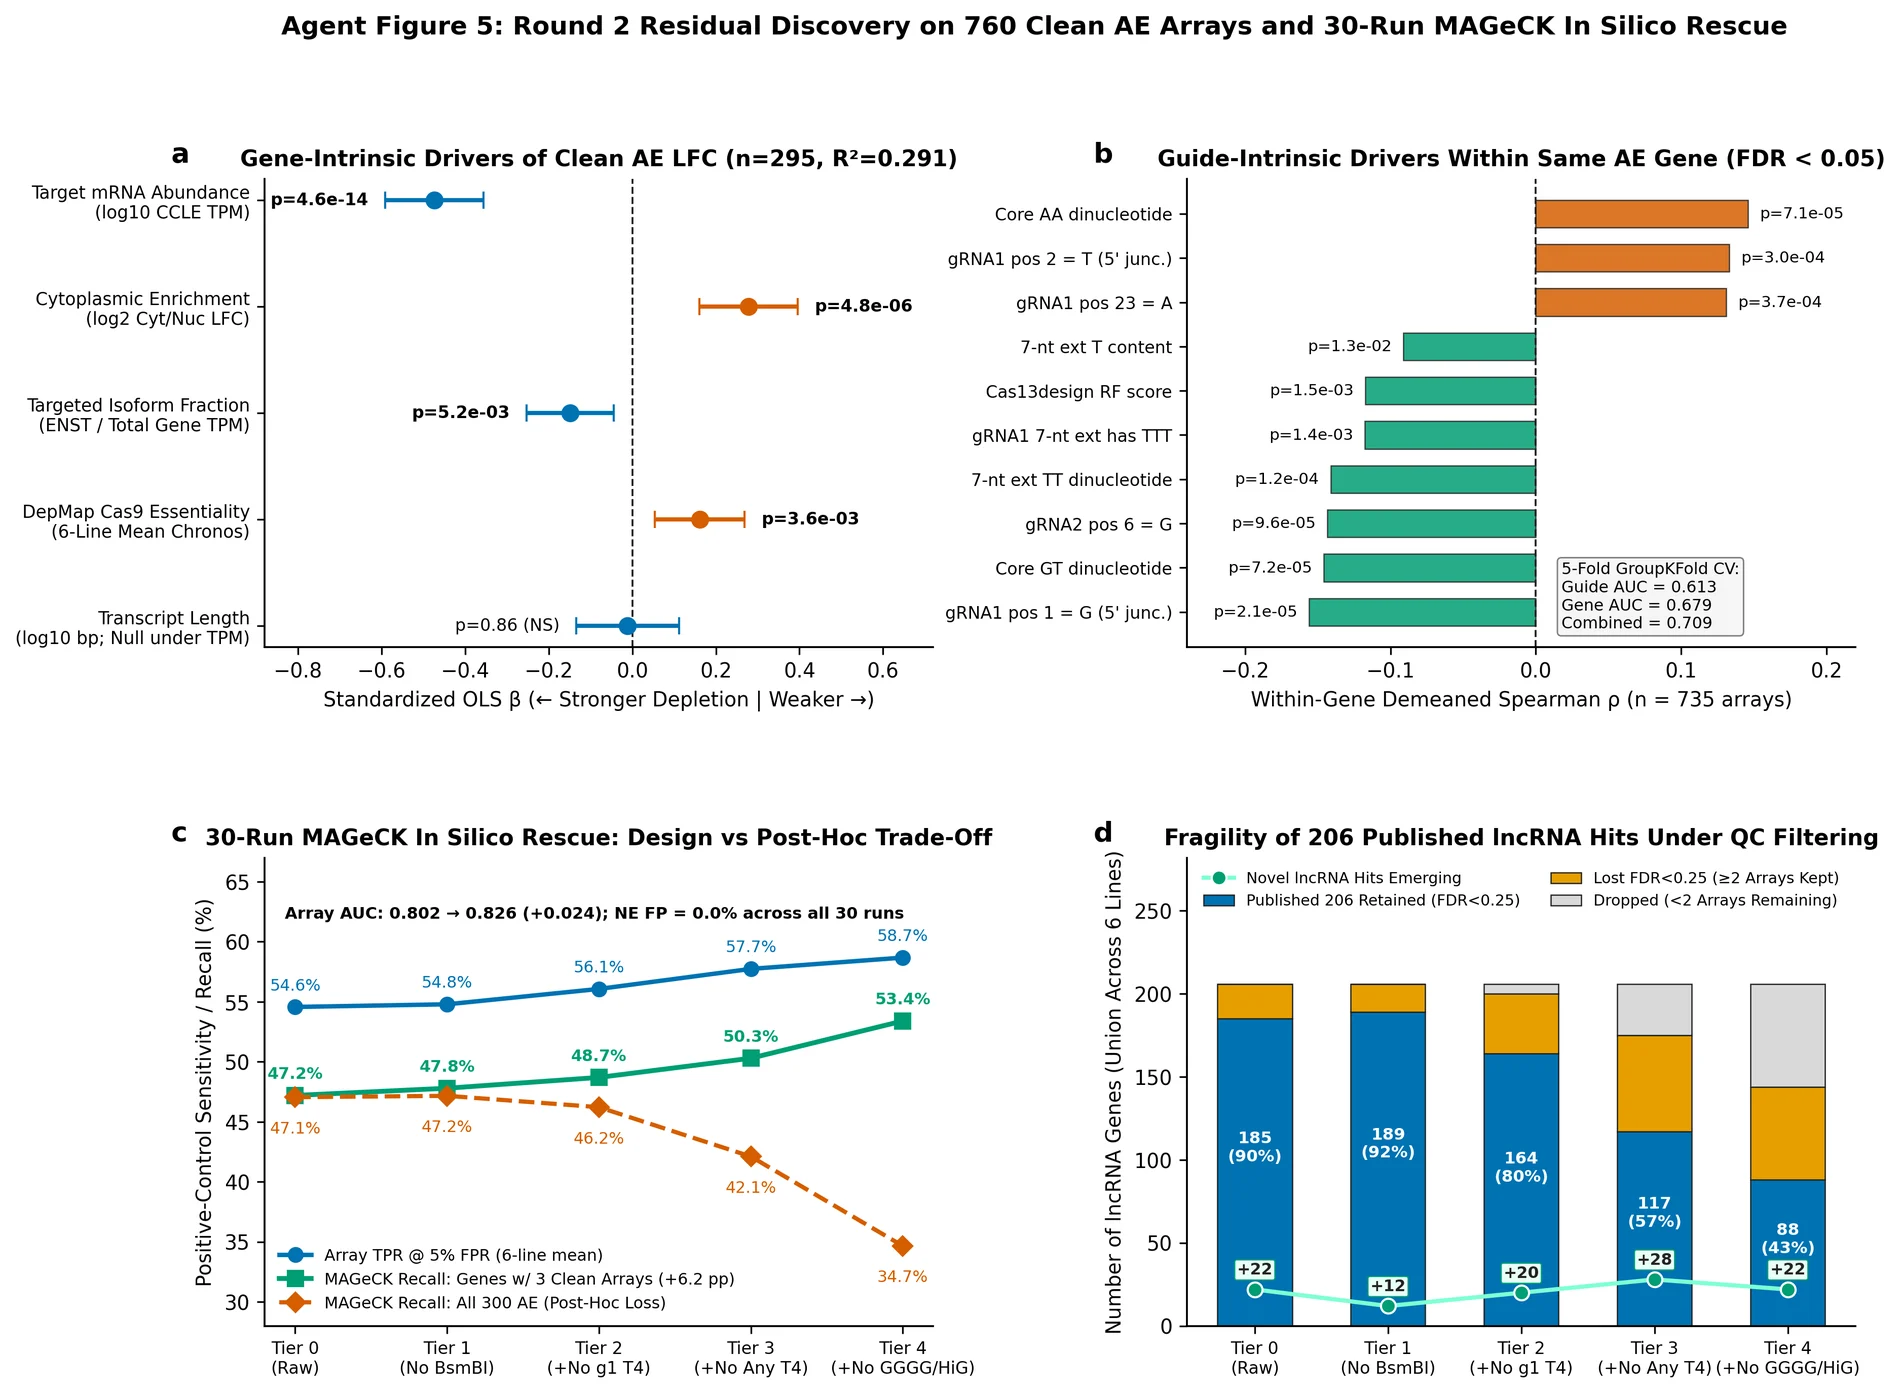 Agent Figure 5: Round 2 Residual Discovery on 760 Clean AE Arrays and 30-Run MAGeCK In Silico Rescue
a
Gene-Intrinsic Drivers of Clean AE LFC (n=295, R²=0.291)
Target mRNA Abundance
(log10 CCLE TPM)
Cytoplasmic Enrichment
(log2 Cyt/Nuc LFC)
Targeted Isoform Fraction
(ENST / Total Gene TPM)
DepMap Cas9 Essentiality
(6-Line Mean Chronos)
Transcript Length
(log10 bp; Null under TPM)
p=4.6e-14
p=4.8e-06
p=5.2e-03
p=3.6e-03
p=0.86 (NS)
−0.8 −0.6 −0.4 −0.2 0.0 0.2 0.4 0.6
Standardized OLS β (← Stronger Depletion | Weaker →)
b
Guide-Intrinsic Drivers Within Same AE Gene (FDR < 0.05)
Core AA dinucleotide p=7.1e-05
gRNA1 pos 2 = T (5' junc.) p=3.0e-04
gRNA1 pos 23 = A p=3.7e-04
7-nt ext T content p=1.3e-02
Cas13design RF score p=1.5e-03
gRNA1 7-nt ext has TTT p=1.4e-03
7-nt ext TT dinucleotide p=1.2e-04
gRNA2 pos 6 = G p=9.6e-05
Core GT dinucleotide p=7.2e-05
gRNA1 pos 1 = G (5' junc.) p=2.1e-05
5-Fold GroupKFold CV:
Guide AUC = 0.613
Gene AUC = 0.679
Combined = 0.709
−0.2 −0.1 0.0 0.1 0.2
Within-Gene Demeaned Spearman ρ (n = 735 arrays)
c
30-Run MAGeCK In Silico Rescue: Design vs Post-Hoc Trade-Off
Positive-Control Sensitivity / Recall (%)
65
60
55
50
45
40
35
30
Array AUC: 0.802 → 0.826 (+0.024); NE FP = 0.0% across all 30 runs
54.6% 54.8% 56.1% 57.7% 58.7%
47.2% 47.8% 48.7% 50.3% 53.4%
47.1% 47.2% 46.2% 42.1% 34.7%
Array TPR @ 5% FPR (6-line mean)
MAGeCK Recall: Genes w/ 3 Clean Arrays (+6.2 pp)
MAGeCK Recall: All 300 AE (Post-Hoc Loss)
Tier 0
(Raw)
Tier 1
(No BsmBI)
Tier 2
(+No g1 T4)
Tier 3
(+No Any T4)
Tier 4
(+No GGGG/HiG)
d
Fragility of 206 Published lncRNA Hits Under QC Filtering
Number of lncRNA Genes (Union Across 6 Lines)
250
200
150
100
50
0
Novel lncRNA Hits Emerging
Published 206 Retained (FDR<0.25)
Lost FDR<0.25 (≥2 Arrays Kept)
Dropped (<2 Arrays Remaining)
185
(90%)
189
(92%)
164
(80%)
117
(57%)
88
(43%)
+22 +12 +20 +28 +22
Tier 0
(Raw)
Tier 1
(No BsmBI)
Tier 2
(+No g1 T4)
Tier 3
(+No Any T4)
Tier 4
(+No GGGG/HiG)